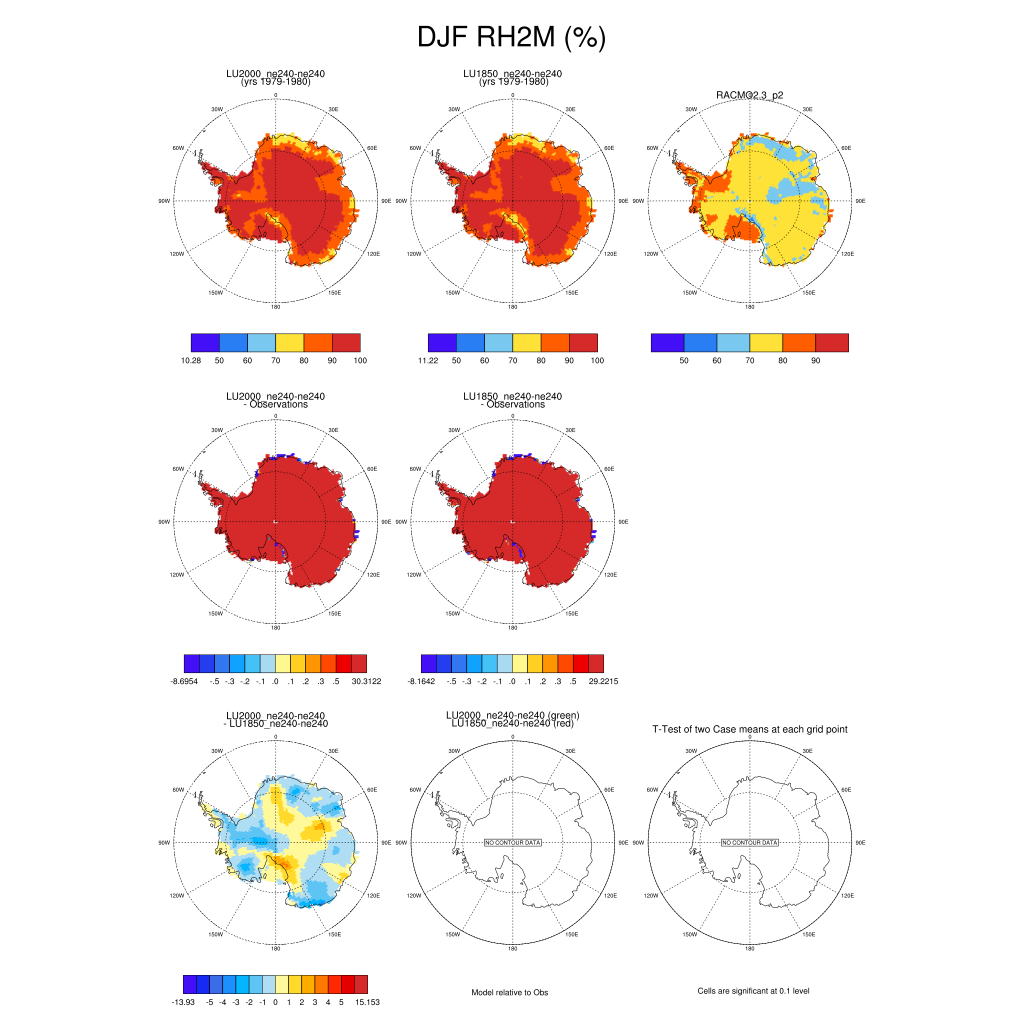 DJF RH2M (%)
LU2000_ne240-ne240
(yrs 1979-1980)
0
30W 30E
60W 60E
90W 90E
120W 120E
150W 150E
180
10.28 50 60 70 80 90 100
LU1850_ne240-ne240
(yrs 1979-1980)
0
30W 30E
60W 60E
90W 90E
120W 120E
150W 150E
180
11.22 50 60 70 80 90 100
RACMO2.3_p2
0
30W 30E
60W 60E
90W 90E
120W 120E
150W 150E
180
50 60 70 80 90
LU2000_ne240-ne240
- Observations
0
30W 30E
60W 60E
90W 90E
120W 120E
150W 150E
180
-8.6954 -.5 -.3 -.2 -.1 .0 .1 .2 .3 .5 30.3122
LU1850_ne240-ne240
- Observations
0
30W 30E
60W 60E
90W 90E
120W 120E
150W 150E
180
-8.1642 -.5 -.3 -.2 -.1 .0 .1 .2 .3 .5 29.2215
LU2000_ne240-ne240
- LU1850_ne240-ne240
0
30W 30E
60W 60E
90W 90E
120W 120E
150W 150E
180
-13.93 -5 -4 -3 -2 -1 0 1 2 3 4 5 15.153
LU2000_ne240-ne240 (green)
LU1850_ne240-ne240 (red)
0
30W 30E
60W 60E
90W 90E
NO CONTOUR DATA
120W 120E
150W 150E
180
Model relative to Obs
T-Test of two Case means at each grid point
0
30W 30E
60W 60E
90W 90E
NO CONTOUR DATA
120W 120E
150W 150E
180
Cells are significant at 0.1 level